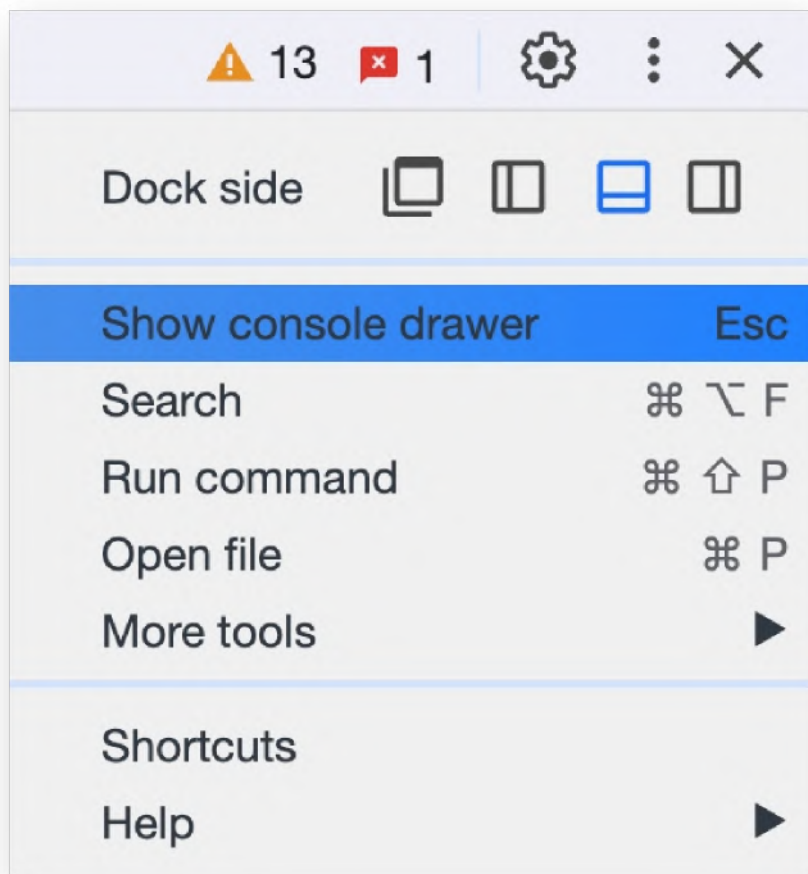 13 1
Dock side
Show console drawer Esc
Search ⌘ ⌥ F
Run command ⌘ ⇧ P
Open file ⌘ P
More tools ▶
Shortcuts
Help ▶